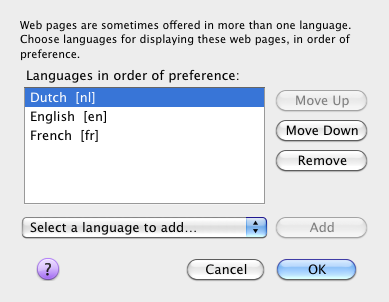 Web pages are sometimes offered in more than one language.
Choose languages for displaying these web pages, in order of
preference.
Languages in order of preference:
Dutch [nl]
English [en]
French [fr]
Move Up
Move Down
Remove
Select a language to add...
Add
?
Cancel
OK